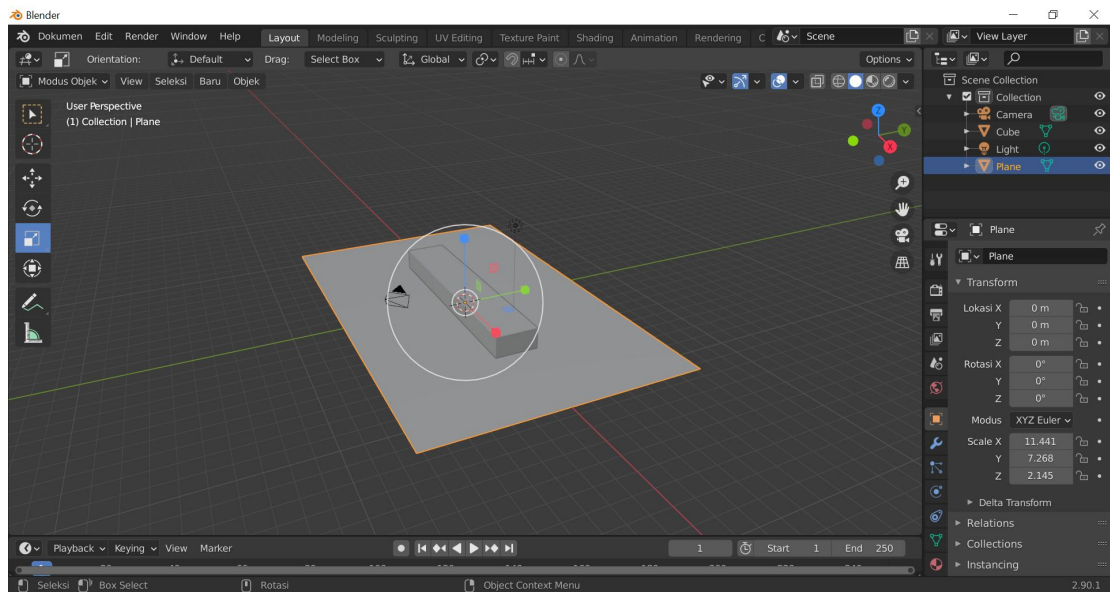 Blender
Dokumen Edit Render Window Help Layout Modeling Sculpting UV Editing Texture Paint Shading Animation Rendering C Scene View Layer
Orientation: Default Drag: Select Box Global Options
Modus Objek View Seleksi Baru Objek
User Perspective
(1) Collection | Plane
Z
Y
X
Scene Collection
Collection
Camera
Cube
Light
Plane
Plane
Plane
Transform
Lokasi X 0 m
Y 0 m
Z 0 m
Rotasi X 0°
Y 0°
Z 0°
Modus XYZ Euler
Scale X 11.441
Y 7.268
Z 2.145
Delta Transform
Relations
Collections
Instancing
Playback Keying View Marker 1 Start 1 End 250
Seleksi Box Select Rotasi Object Context Menu 2.90.1